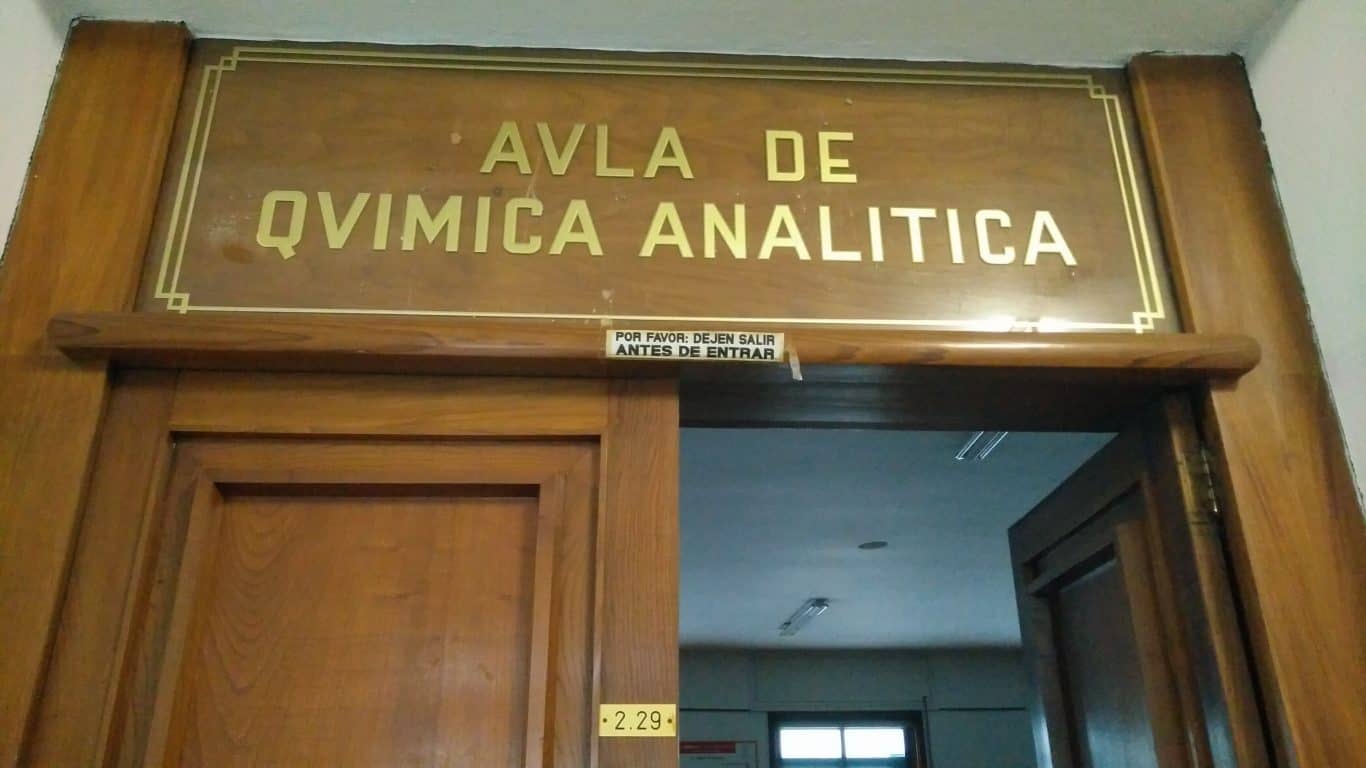 AVLA DE
QVIMICA ANALITICA
POR FAVOR: DEJEN SALIR
ANTES DE ENTRAR
2.29